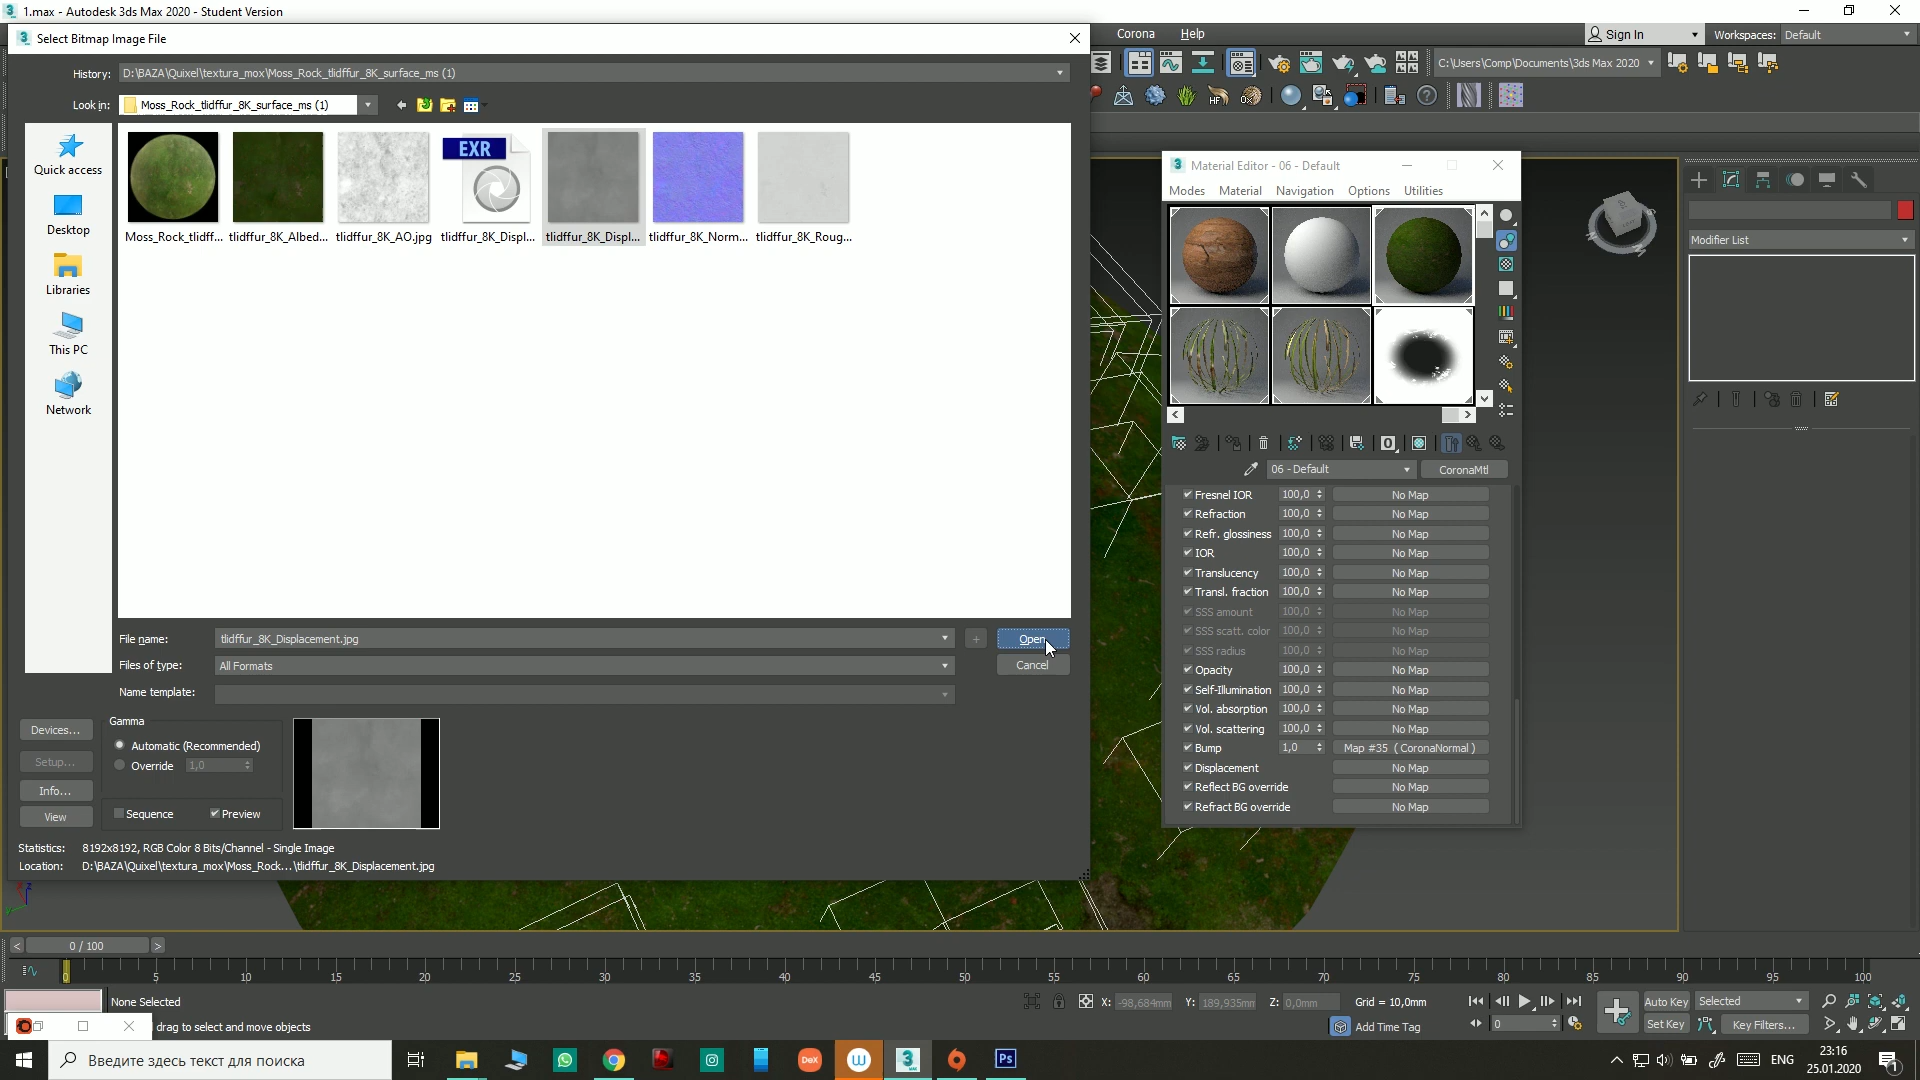 1.max - Autodesk 3ds Max 2020 - Student Version
Select Bitmap Image File
Corona Help
Sign In
Workspaces: Default
History: D:\BAZA\Quixel\textura_mox\Moss_Rock_tlidffur_8K_surface_ms (1)
C:\Users\Comp\Documents\3ds Max 2020
Look in: Moss_Rock_tlidffur_8K_surface_ms (1)
Quick access
Desktop
Libraries
This PC
Network
EXR
Moss_Rock_tlidff... tlidffur_8K_Albed... tlidffur_8K_AO.jpg tlidffur_8K_Displ... tlidffur_8K_Displ... tlidffur_8K_Norm... tlidffur_8K_Roug...
File name: tlidffur_8K_Displacement.jpg
Open
Files of type: All Formats
Cancel
Name template:
Devices...
Setup...
Info...
View
Gamma
Automatic (Recommended)
Override 1,0
Sequence Preview
Statistics: 8192x8192, RGB Color 8 Bits/Channel - Single Image
Location: D:\BAZA\Quixel\textura_mox\Moss_Rock...\tlidffur_8K_Displacement.jpg
Material Editor - 06 - Default
Modes Material Navigation Options Utilities
06 - Default CoronaMtl
Fresnel IOR 100,0 No Map
Refraction 100,0 No Map
Refr. glossiness 100,0 No Map
IOR 100,0 No Map
Translucency 100,0 No Map
Transl. fraction 100,0 No Map
SSS amount 100,0 No Map
SSS scatt. color 100,0 No Map
SSS radius 100,0 No Map
Opacity 100,0 No Map
Self-Illumination 100,0 No Map
Vol. absorption 100,0 No Map
Vol. scattering 100,0 No Map
Bump 1,0 Map #35 ( CoronaNormal )
Displacement No Map
Reflect BG override No Map
Refract BG override No Map
Modifier List
0 / 100
0 5 10 15 20 25 30 35 40 45 50 55 60 65 70 75 80 85 90 95 100
None Selected
drag to select and move objects
X: -98,684mm Y: 189,935mm Z: 0,0mm Grid = 10,0mm
Add Time Tag
0
Auto Key Selected
Set Key Key Filters...
Введите здесь текст для поиска
DeX
W
3
MAX
Ps
ENG
23:16
25.01.2020
1